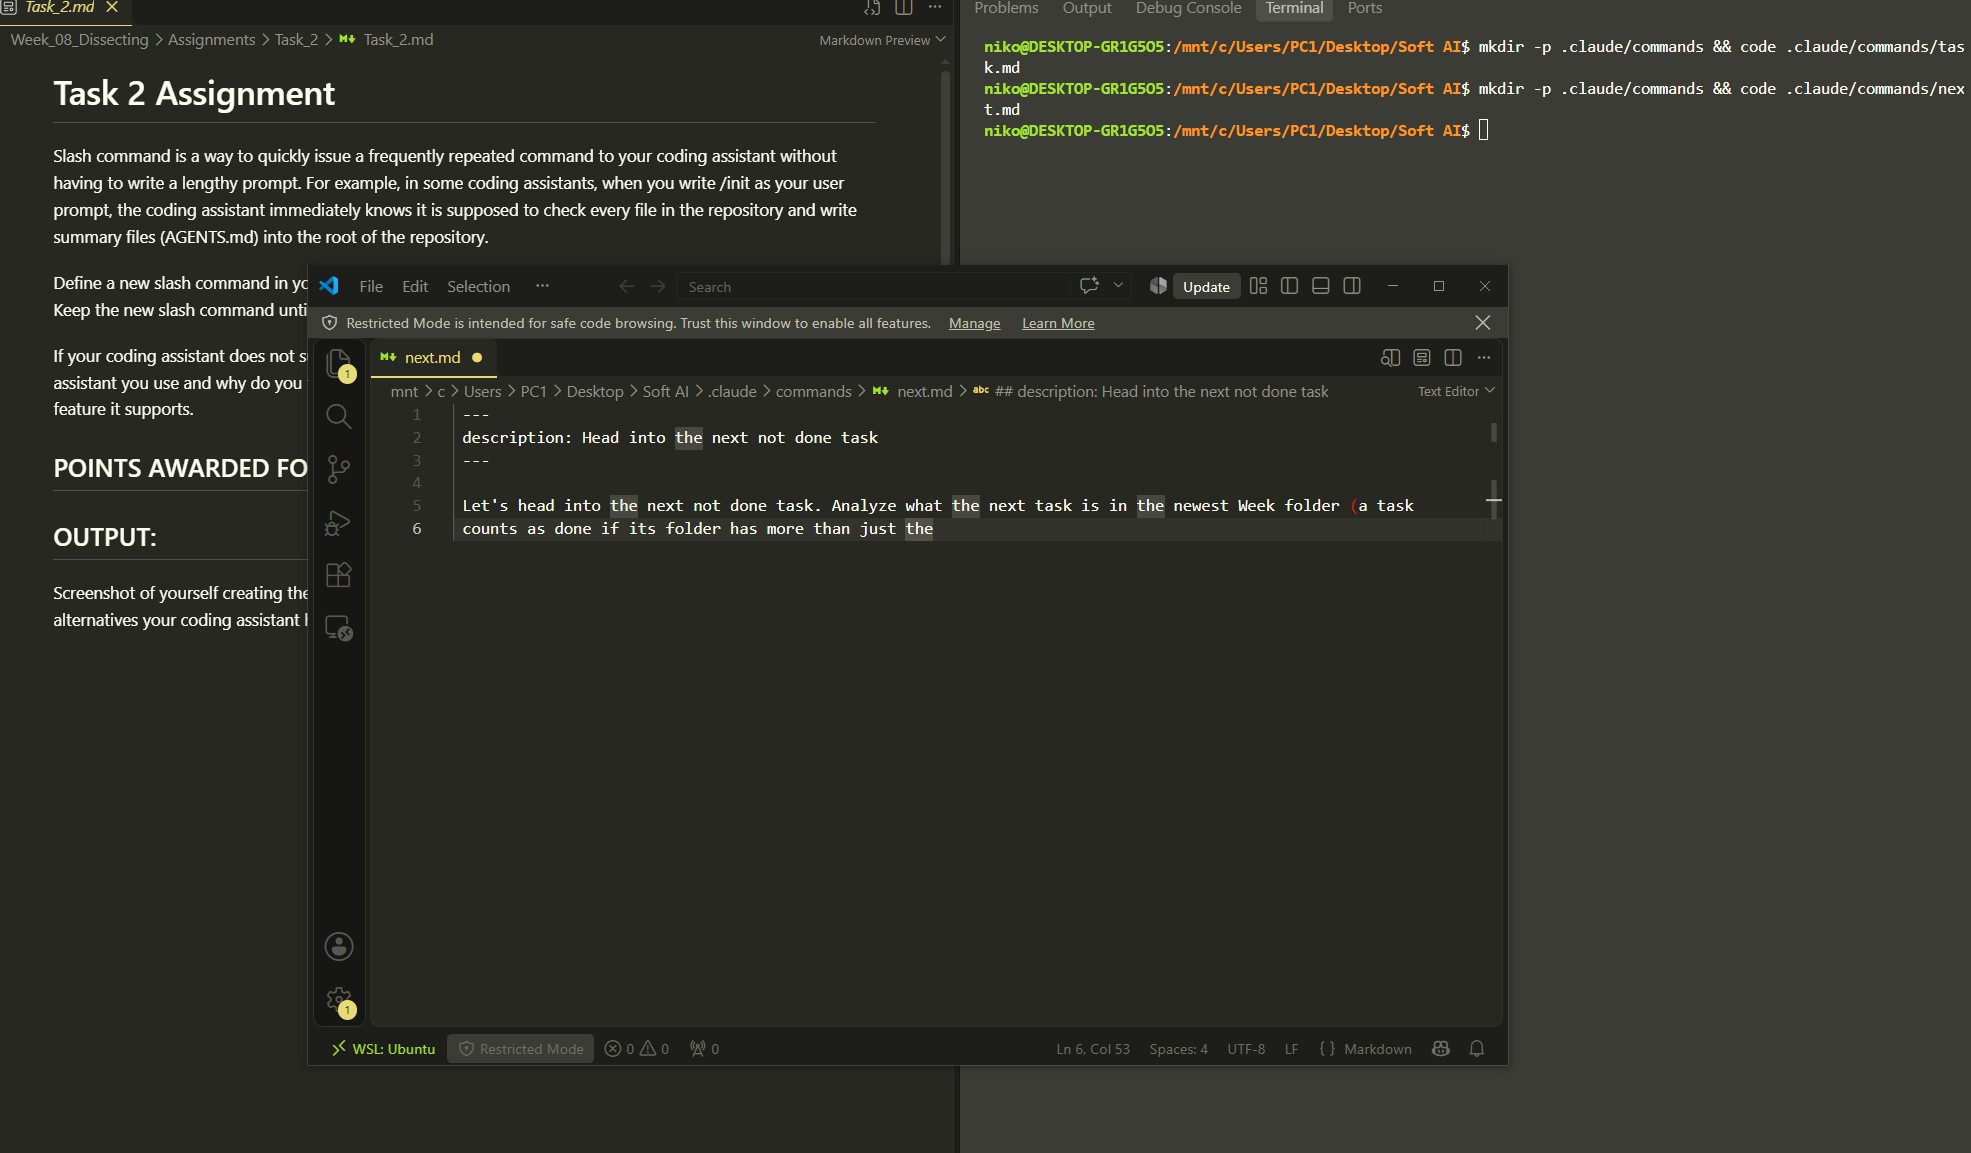 Task_2.md
Week_08_Dissecting > Assignments > Task_2 > Task_2.md
Markdown Preview
Task 2 Assignment
Slash command is a way to quickly issue a frequently repeated command to your coding assistant without
having to write a lengthy prompt. For example, in some coding assistants, when you write /init as your user
prompt, the coding assistant immediately knows it is supposed to check every file in the repository and write
summary files (AGENTS.md) into the root of the repository.
Define a new slash command in yo
Keep the new slash command unti
If your coding assistant does not s
assistant you use and why do you
feature it supports.
POINTS AWARDED FO
OUTPUT:
Screenshot of yourself creating the
alternatives your coding assistant
Problems Output Debug Console Terminal Ports
niko@DESKTOP-GR1G5O5:/mnt/c/Users/PC1/Desktop/Soft AI$ mkdir -p .claude/commands && code .claude/commands/tas
k.md
niko@DESKTOP-GR1G5O5:/mnt/c/Users/PC1/Desktop/Soft AI$ mkdir -p .claude/commands && code .claude/commands/nex
t.md
niko@DESKTOP-GR1G5O5:/mnt/c/Users/PC1/Desktop/Soft AI$
File Edit Selection ··· Search Update
Restricted Mode is intended for safe code browsing. Trust this window to enable all features. Manage Learn More
next.md
mnt > c > Users > PC1 > Desktop > Soft AI > .claude > commands > next.md > abc ## description: Head into the next not done task
Text Editor
1 ---
2 description: Head into the next not done task
3 ---
4
5 Let's head into the next not done task. Analyze what the next task is in the newest Week folder (a task
6 counts as done if its folder has more than just the
1
1
WSL: Ubuntu Restricted Mode 0 0 0 Ln 6, Col 53 Spaces: 4 UTF-8 LF {} Markdown